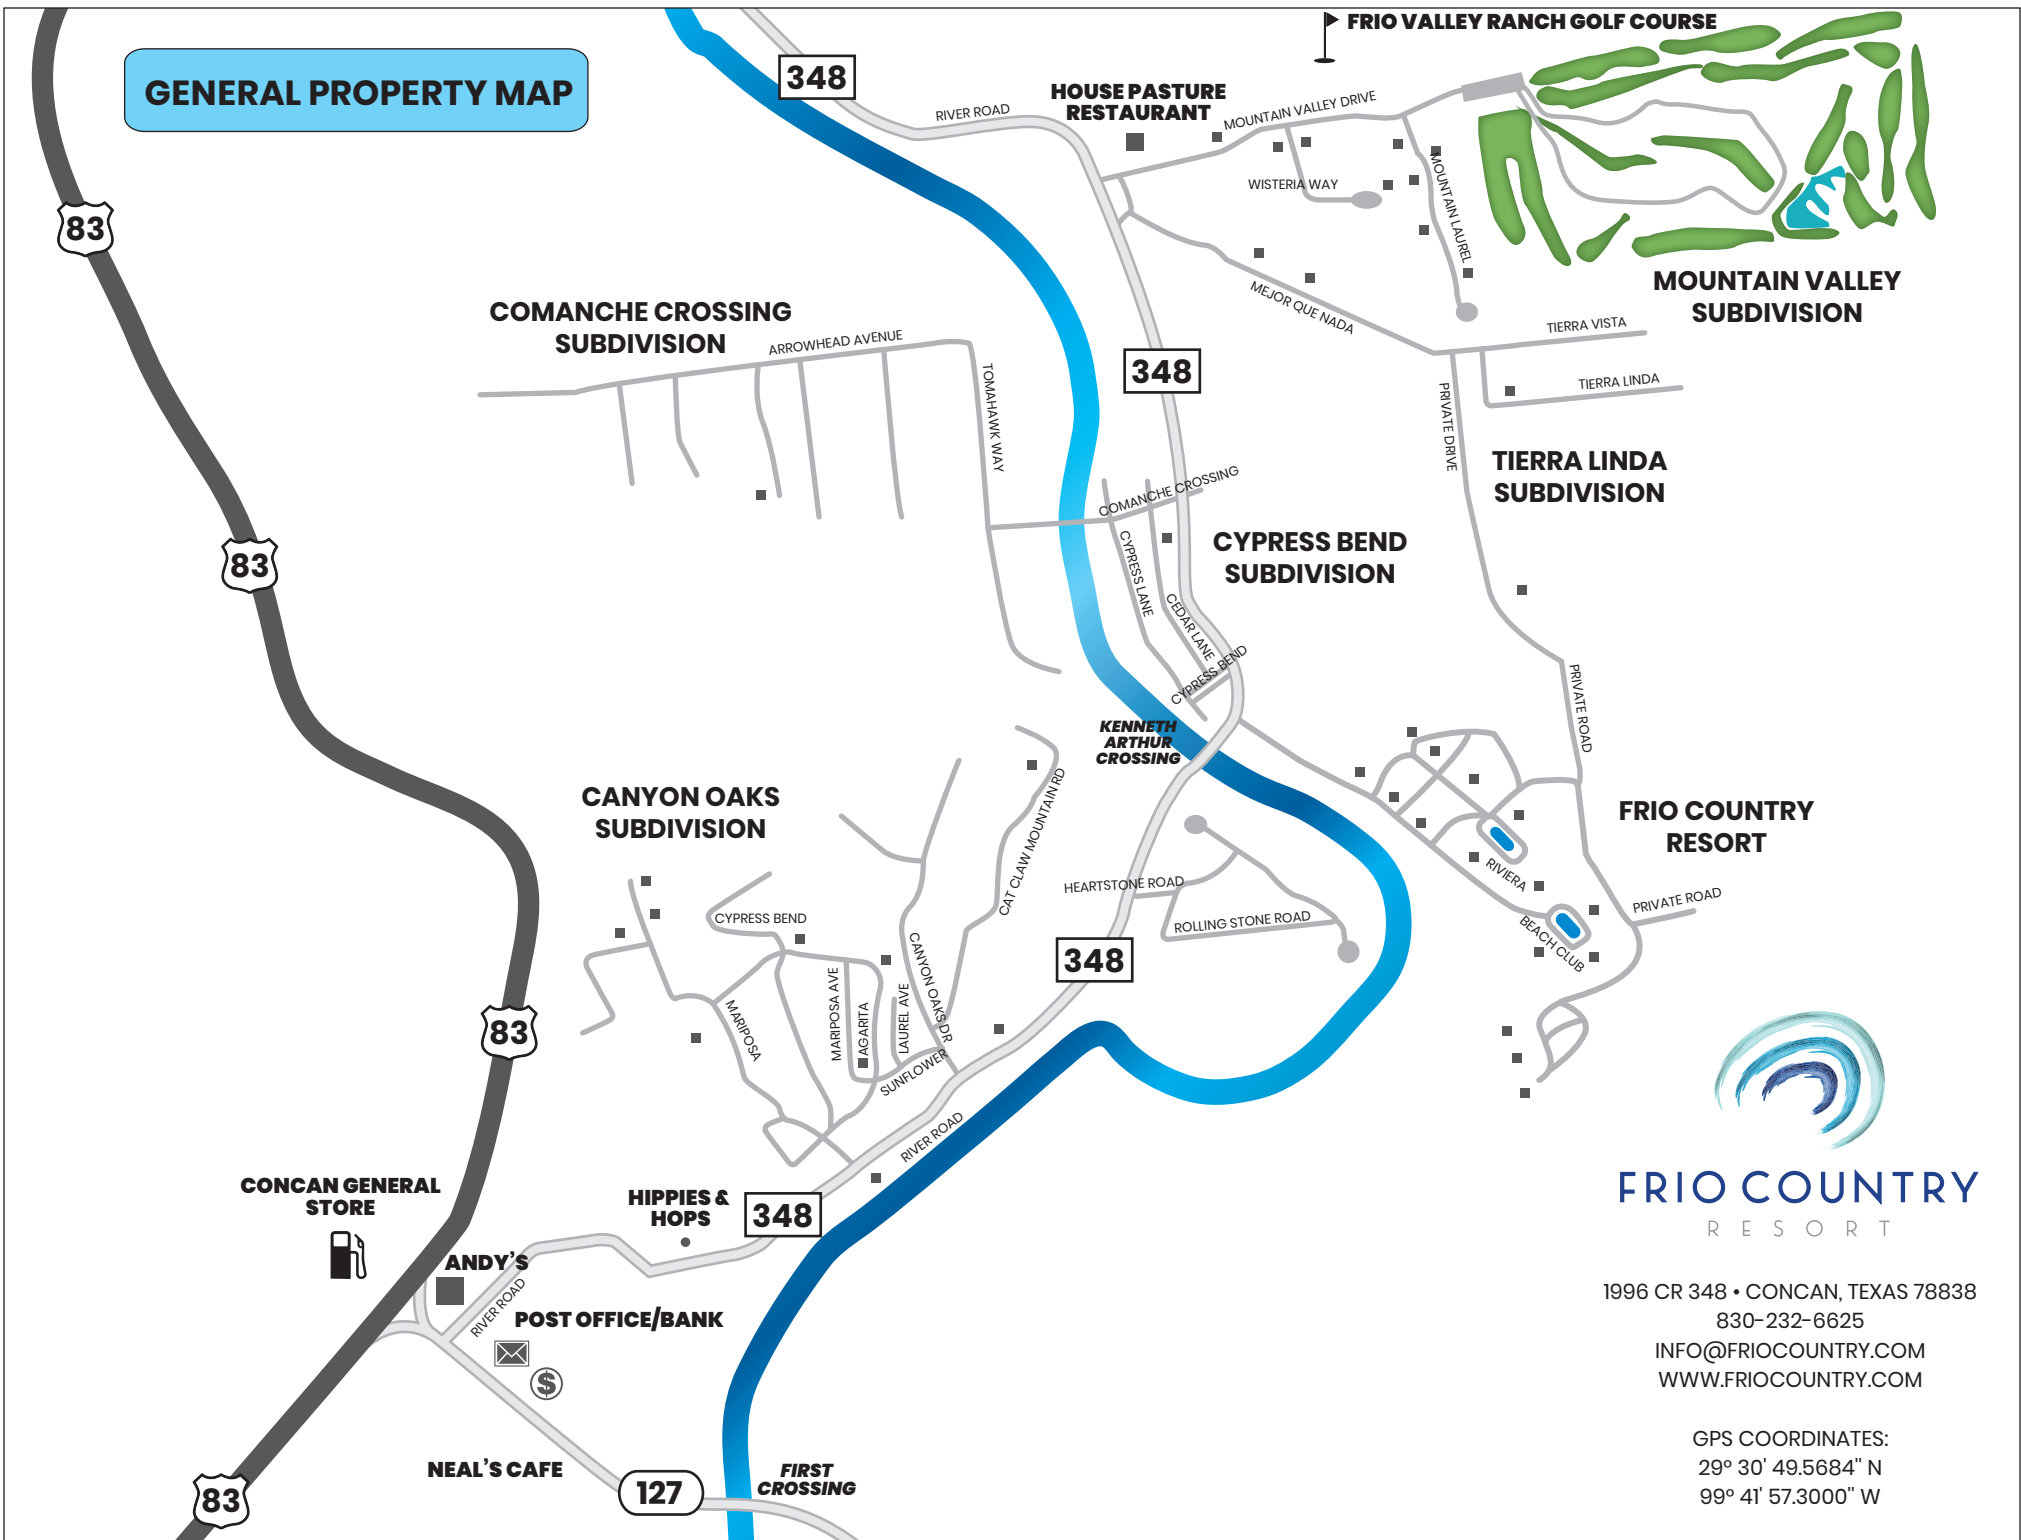 FRIO VALLEY RANCH GOLF COURSE
GENERAL PROPERTY MAP
348
HOUSE PASTURE
RESTAURANT
RIVER ROAD
MOUNTAIN VALLEY DRIVE
WISTERIA WAY
MOUNTAIN LAUREL
83
MOUNTAIN VALLEY
SUBDIVISION
MEJOR QUE NADA
COMANCHE CROSSING
SUBDIVISION
ARROWHEAD AVENUE
TIERRA VISTA
348
TOMAHAWK WAY
PRIVATE DRIVE
TIERRA LINDA
TIERRA LINDA
SUBDIVISION
COMANCHE CROSSING
CYPRESS BEND
SUBDIVISION
83
CYPRESS LANE
CEDAR LANE
CYPRESS BEND
PRIVATE ROAD
KENNETH
ARTHUR
CROSSING
CANYON OAKS
SUBDIVISION
CAT CLAW MOUNTAIN RD
FRIO COUNTRY
RESORT
HEARTSTONE ROAD
RIVIERA
PRIVATE ROAD
CYPRESS BEND
ROLLING STONE ROAD
BEACH CLUB
348
CANYON OAKS DR
MARIPOSA
MARIPOSA AVE
AGARITA
LAUREL AVE
SUNFLOWER
83
RIVER ROAD
CONCAN GENERAL
STORE
HIPPIES &
HOPS
348
FRIO COUNTRY
RESORT
ANDY'S
RIVER ROAD
POST OFFICE/BANK
$
1996 CR 348 • CONCAN, TEXAS 78838
830-232-6625
INFO@FRIOCOUNTRY.COM
WWW.FRIOCOUNTRY.COM
GPS COORDINATES:
29º 30' 49.5684" N
99º 41' 57.3000" W
NEAL'S CAFE
127
FIRST
CROSSING
83